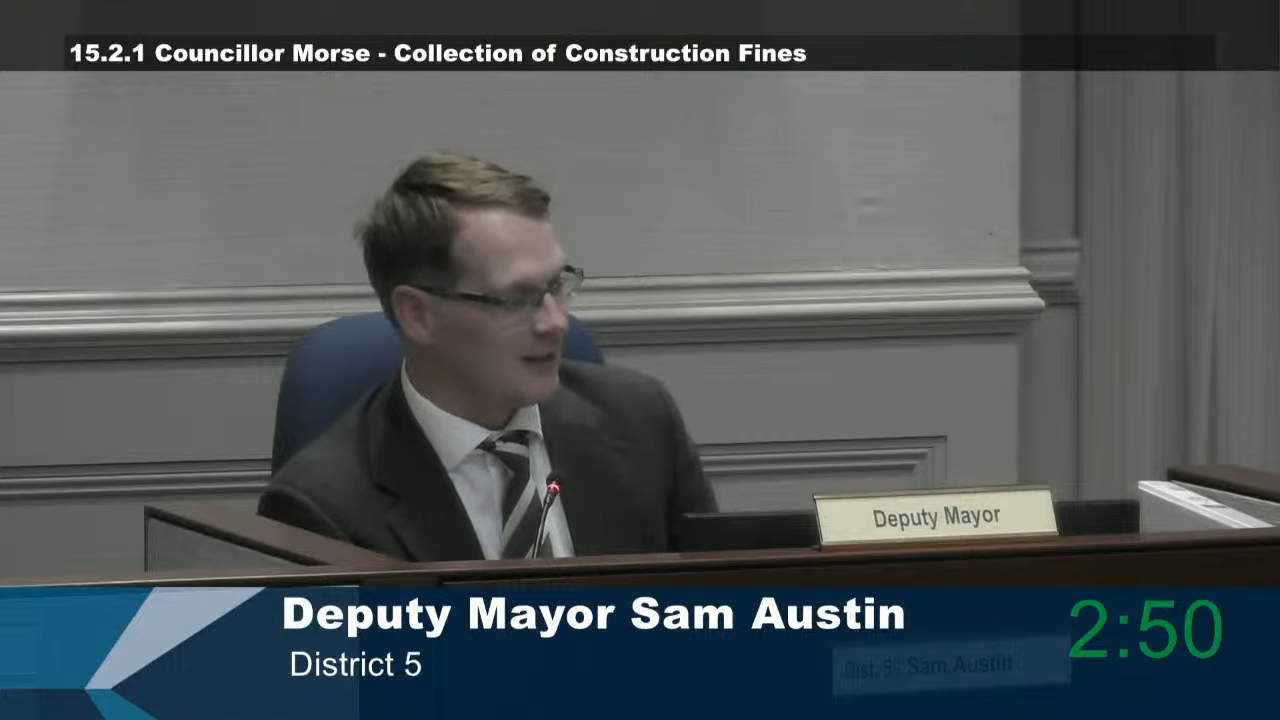 15.2.1 Councillor Morse - Collection of Construction Fines
Deputy Mayor
Deputy Mayor Sam Austin
District 5
2:50
Dist. 5 - Sam Austin